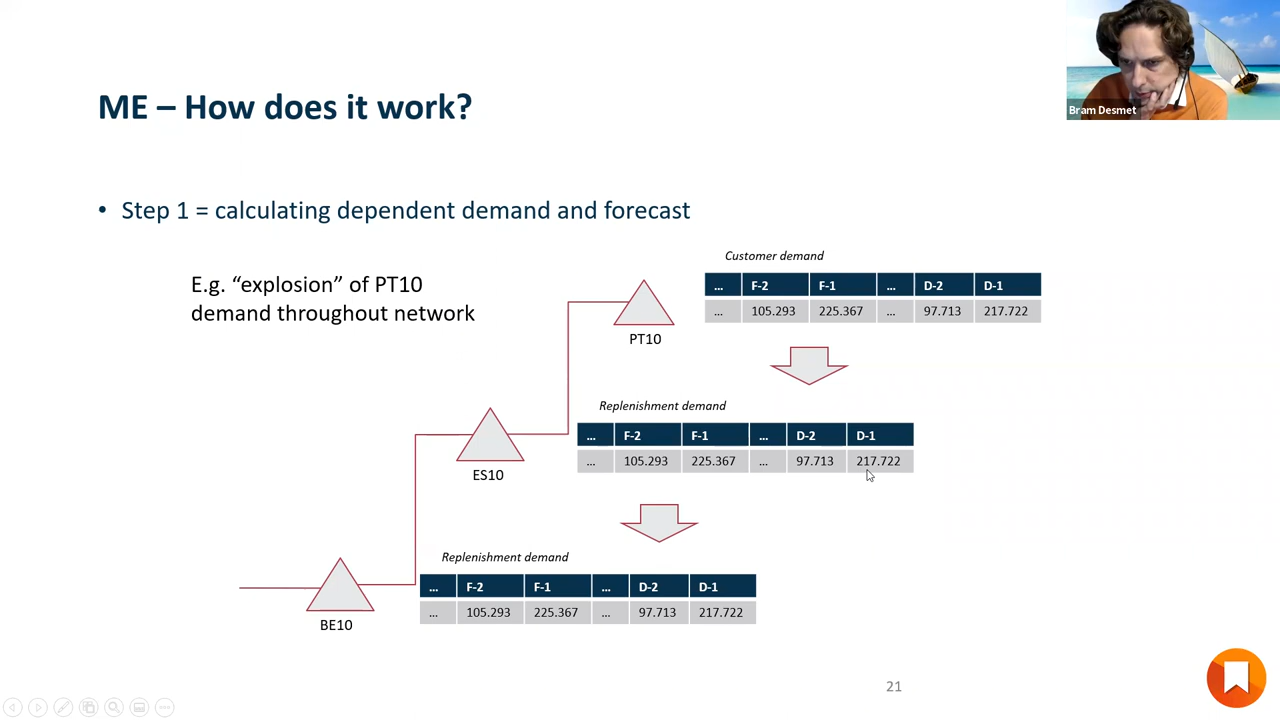 Bram Desmet
ME – How does it work?
• Step 1 = calculating dependent demand and forecast
E.g. “explosion” of PT10
demand throughout network
Customer demand
... F-2 F-1 ... D-2 D-1
... 105.293 225.367 ... 97.713 217.722
PT10
Replenishment demand
... F-2 F-1 ... D-2 D-1
... 105.293 225.367 ... 97.713 217.722
ES10
Replenishment demand
... F-2 F-1 ... D-2 D-1
... 105.293 225.367 ... 97.713 217.722
BE10
21